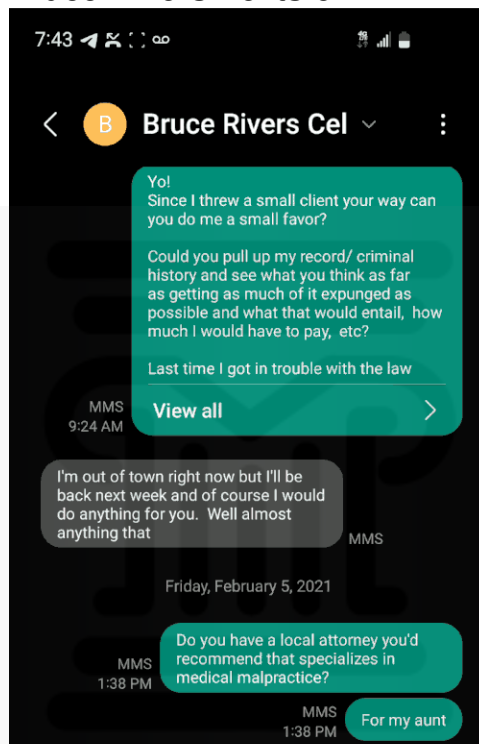 7:43
B Bruce Rivers Cel
Yo!
Since I threw a small client your way can
you do me a small favor?
Could you pull up my record/ criminal
history and see what you think as far
as getting as much of it expunged as
possible and what that would entail, how
much I would have to pay, etc?
Last time I got in trouble with the law
View all
MMS
9:24 AM
I'm out of town right now but I'll be
back next week and of course I would
do anything for you. Well almost
anything that
MMS
Friday, February 5, 2021
Do you have a local attorney you'd
recommend that specializes in
medical malpractice?
MMS
1:38 PM
For my aunt
MMS
1:38 PM